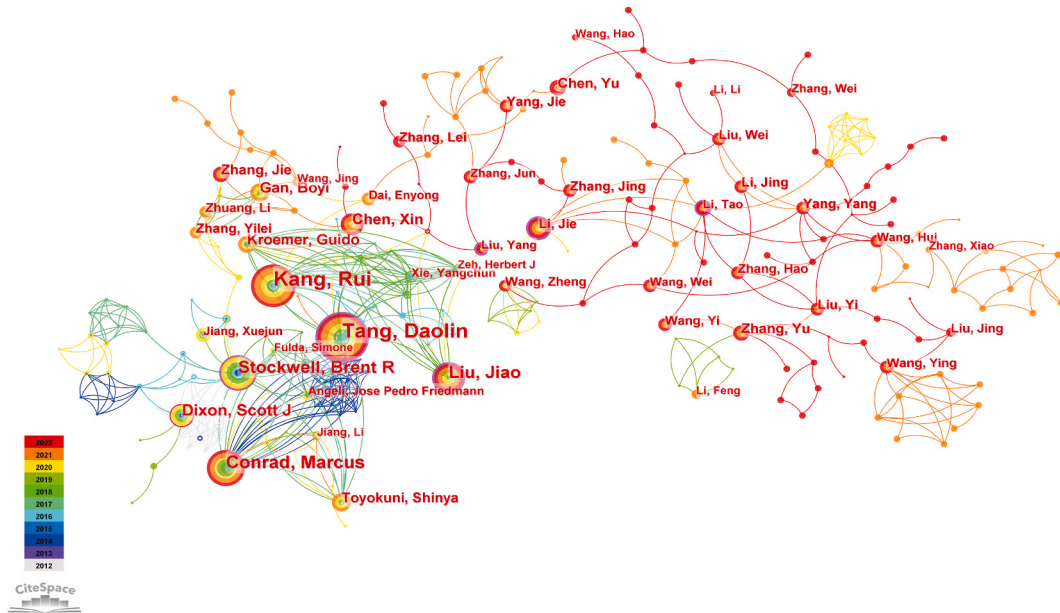 Wang, Hao
Chen, Yu
Zhang, Wei
Li, Li
Yang, Jie
Zhang, Lei
Liu, Wei
Zhang, Jie
Wang, Jing
Gan, Boyi
Zhang, Jun
Zhang, Jing
Li, Jing
Dai, Enyong
Zhuang, Li
Li, Tao
Yang, Yang
Chen, Xin
Li, Jie
Zhang, Yilei
Kroemer, Guido
Liu, Yang
Wang, Hui
Zhang, Xiao
Zeh, Herbert J
Xie, Yangchun
Kang, Rui
Zhang, Hao
Wang, Zheng
Wang, Wei
Liu, Yi
Jiang, Xuejun
Tang, Daolin
Wang, Yi
Zhang, Yu
Liu, Jing
Fulda, Simone
Stockwell, Brent R
Liu, Jiao
Wang, Ying
Angeli, Jose Pedro Friedmann
Li, Feng
Dixon, Scott J
Jiang, Li
Conrad, Marcus
Toyokuni, Shinya
2022
2021
2020
2019
2018
2017
2016
2015
2014
2013
2012
CiteSpace